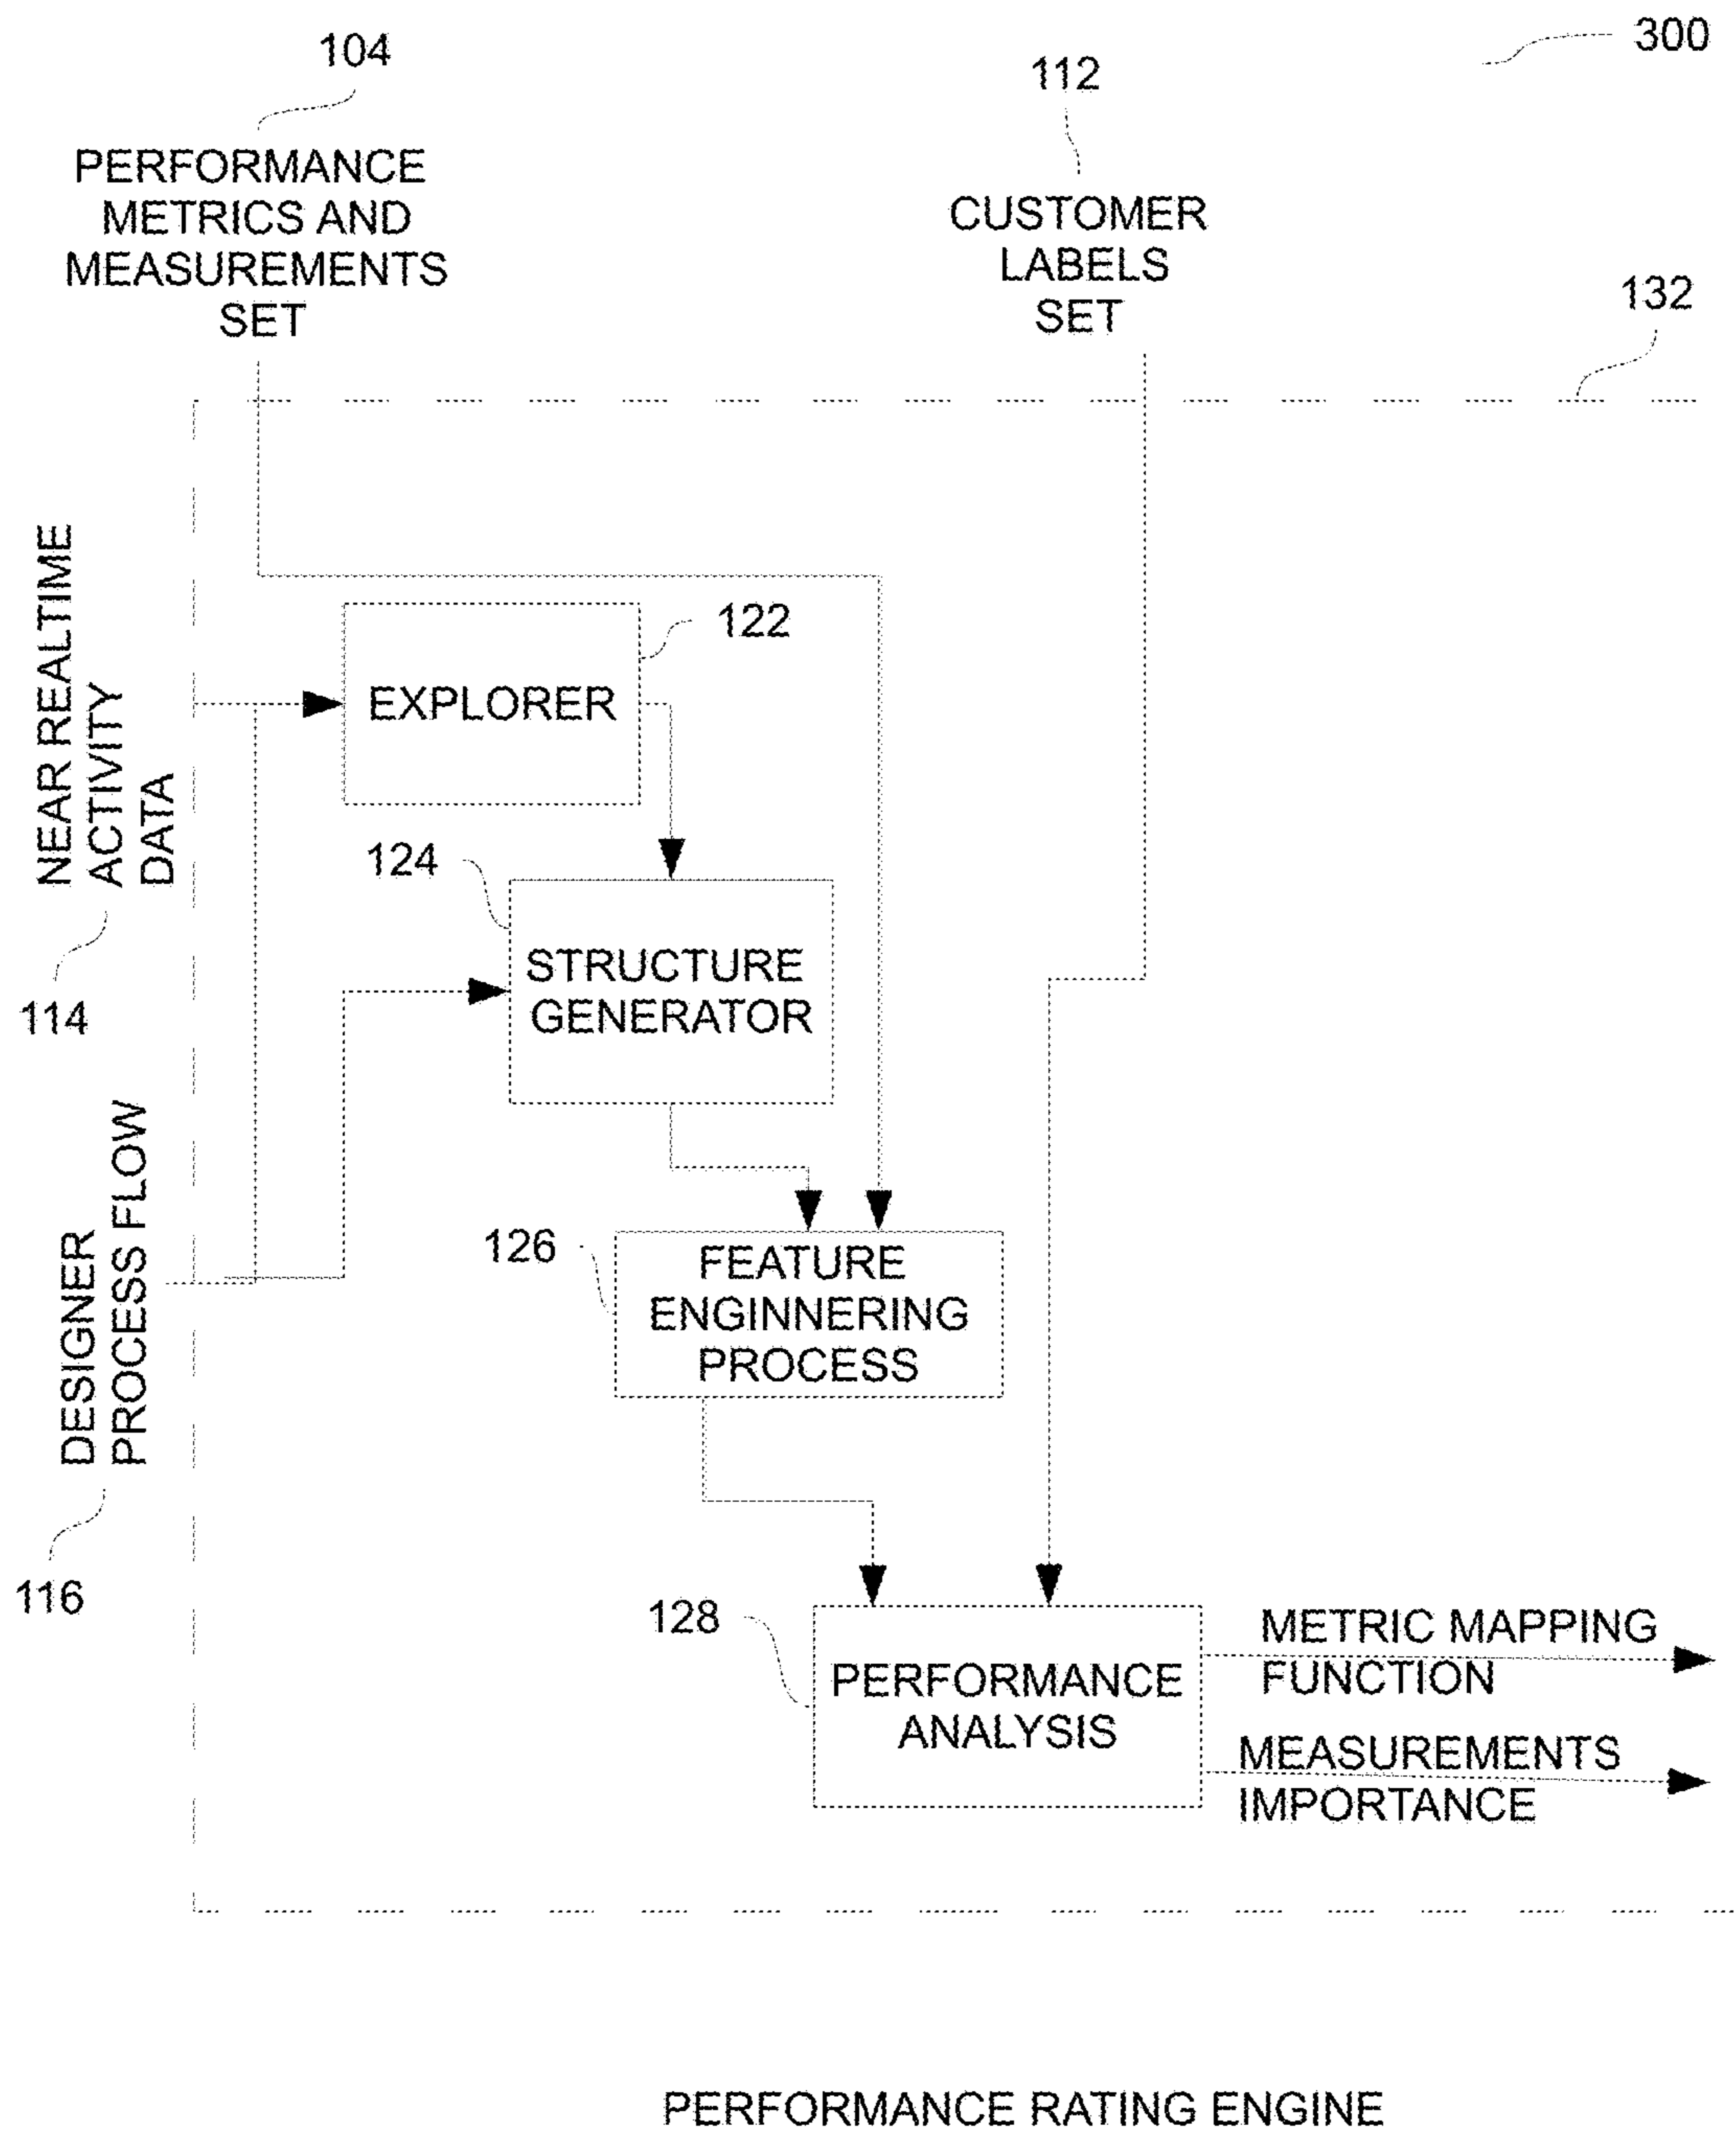 300
104
112
PERFORMANCE
METRICS AND
MEASUREMENTS
SET
CUSTOMER
LABELS
SET
132
NEAR REALTIME
ACTIVITY
DATA
114
122
EXPLORER
124
STRUCTURE
GENERATOR
DESIGNER
PROCESS FLOW
116
126
FEATURE
ENGINNERING
PROCESS
128
PERFORMANCE
ANALYSIS
METRIC MAPPING
FUNCTION
MEASUREMENTS
IMPORTANCE
PERFORMANCE RATING ENGINE